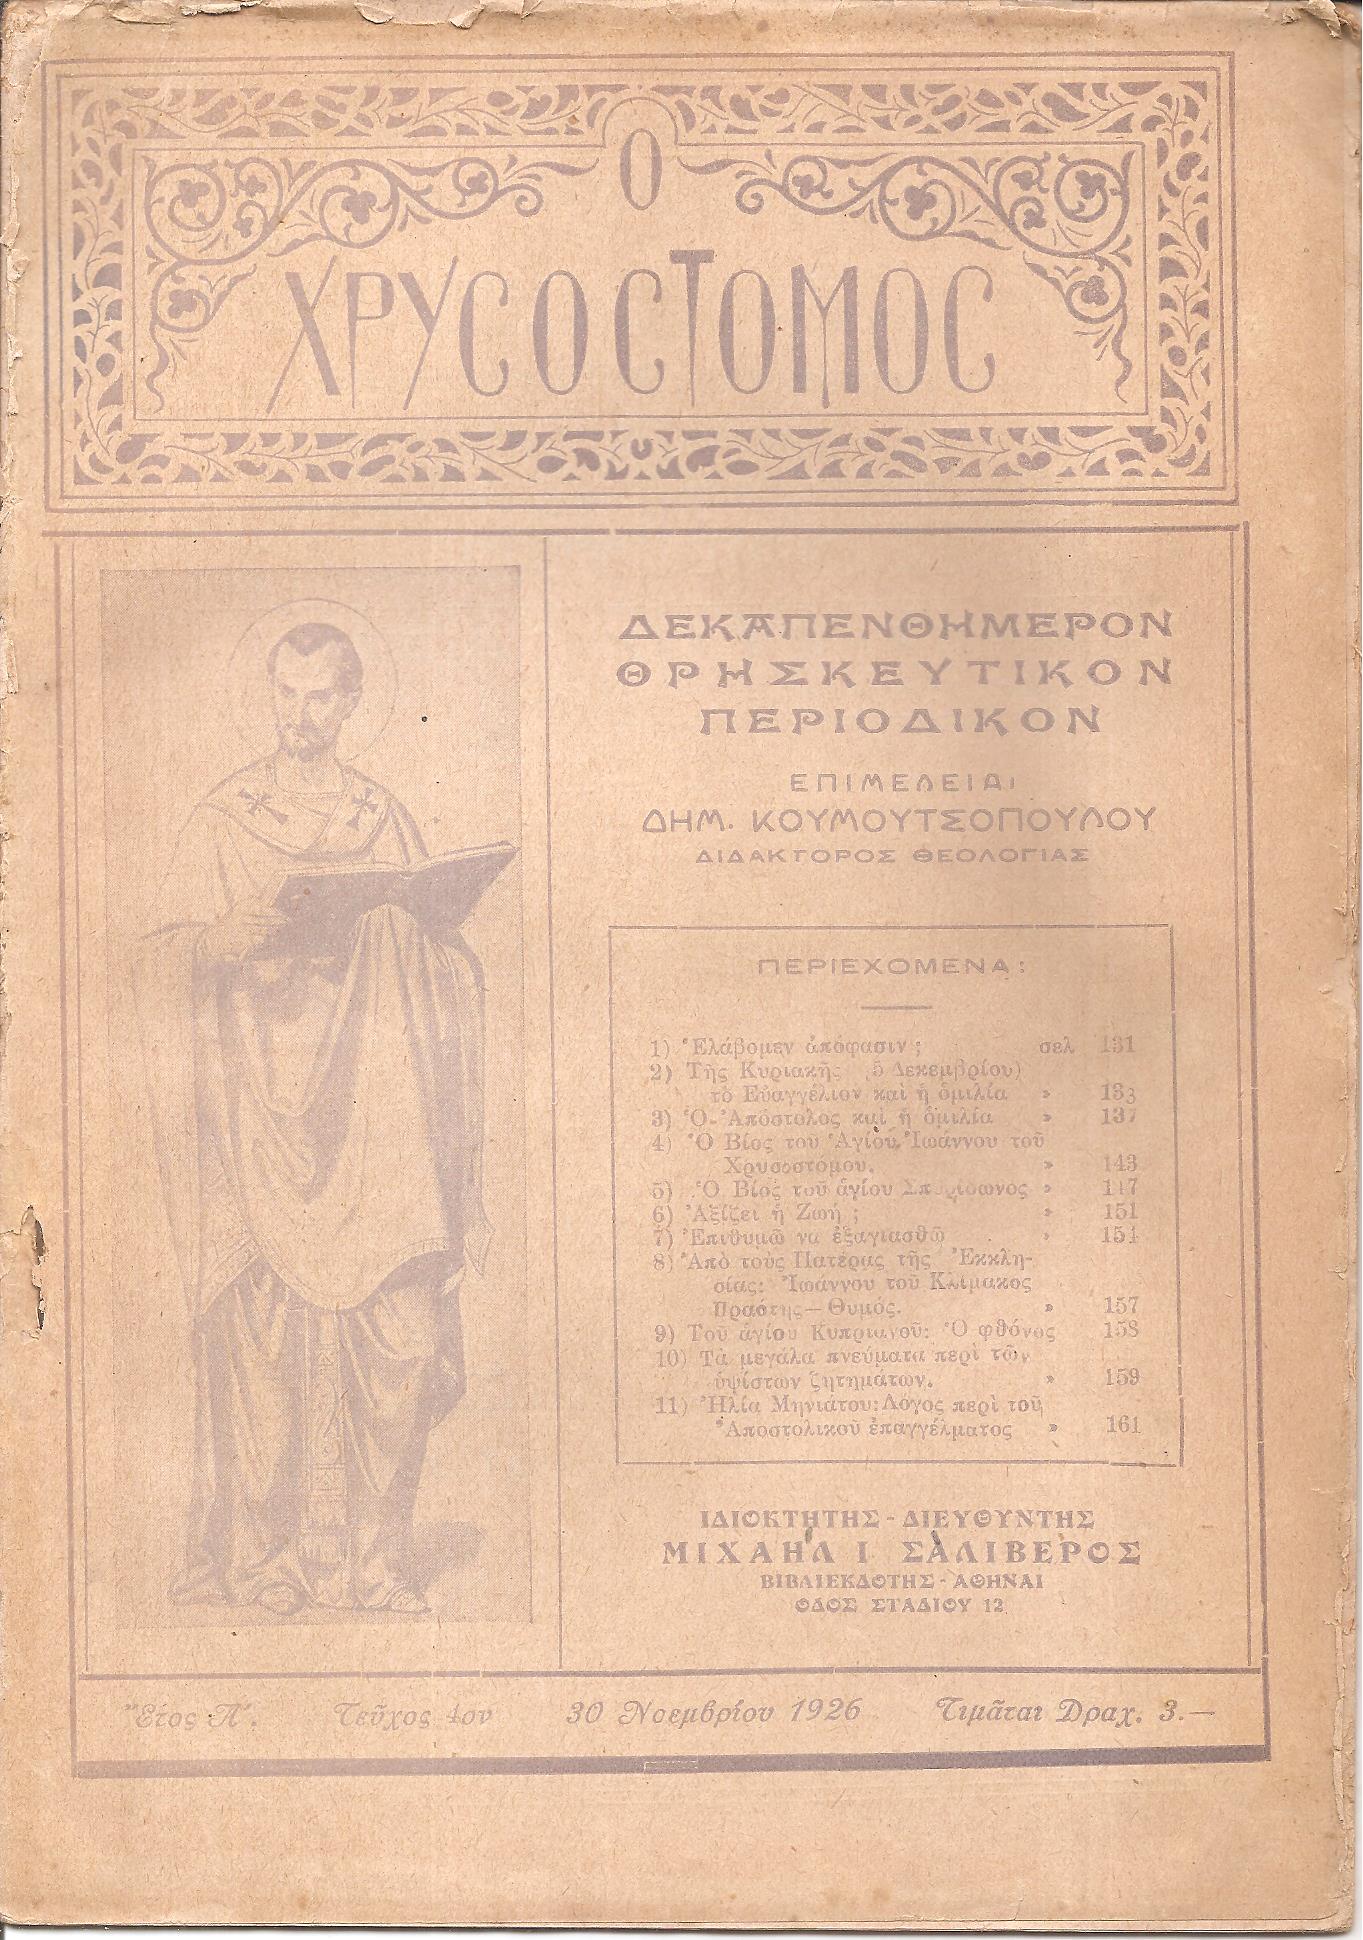 Ο
ΧΡΥCΟCΤΟΜΟC
ΔΕΚΑΠΕΝΘΗΜΕΡΟΝ
ΘΡΗΣΚΕΥΤΙΚΟΝ
ΠΕΡΙΟΔΙΚΟΝ
ΕΠΙΜΕΛΕΙΑι
ΔΗΜ. ΚΟΥΜΟΥΤΣΟΠΟΥΛΟΥ
ΔΙΔΑΚΤΟΡΟΣ ΘΕΟΛΟΓΙΑΣ
ΠΕΡΙΕΧΟΜΕΝΑ:
1) Ἐλάβομεν ἀπόφασιν; σελ 131
2) Τῆς Κυριακῆς 5 Δεκεμβρίου)
τὸ Εὐαγγέλιον καὶ ἡ ὁμιλία » 133
3) Ὁ Ἀπόστολος καὶ ἡ ὁμιλία » 137
4) Ὁ Βίος τοῦ Ἁγίου Ἰωάννου τοῦ
Χρυσοστόμου. » 143
5) Ὁ Βίος τοῦ ἁγίου Σπυρίδωνος » 147
6) Ἀξίζει ἡ Ζωή; » 151
7) Ἐπιθυμῶ να ἐξαγιασθῶ » 154
8) Ἀπὸ τοὺς Πατέρας τῆς Ἐκκλη-
σίας: Ἰωάννου τοῦ Κλίμακος
Πραότης — Θυμός. » 157
9) Τοῦ ἁγίου Κυπριανοῦ: Ὁ φθόνος 158
10) Τὰ μεγάλα πνεύματα περὶ τῶν
ὑψίστων ζητημάτων. » 159
11) Ἠλία Μηνιάτου: Λόγος περὶ τοῦ
Ἀποστολικοῦ ἐπαγγέλματος » 161
ΙΔΙΟΚΤΗΤΗΣ - ΔΙΕΥΘΥΝΤΗΣ
ΜΙΧΑΗΛ Ι ΣΑΛΙΒΕΡΟΣ
ΒΙΒΛΙΕΚΔΟΤΗΣ - ΑΘΗΝΑΙ
ΟΔΟΣ ΣΤΑΔΙΟΥ 12
Ἔτος Α΄. Τεῦχος 4ον 30 Νοεμβρίου 1926 Τιμᾶται Δραχ. 3.—